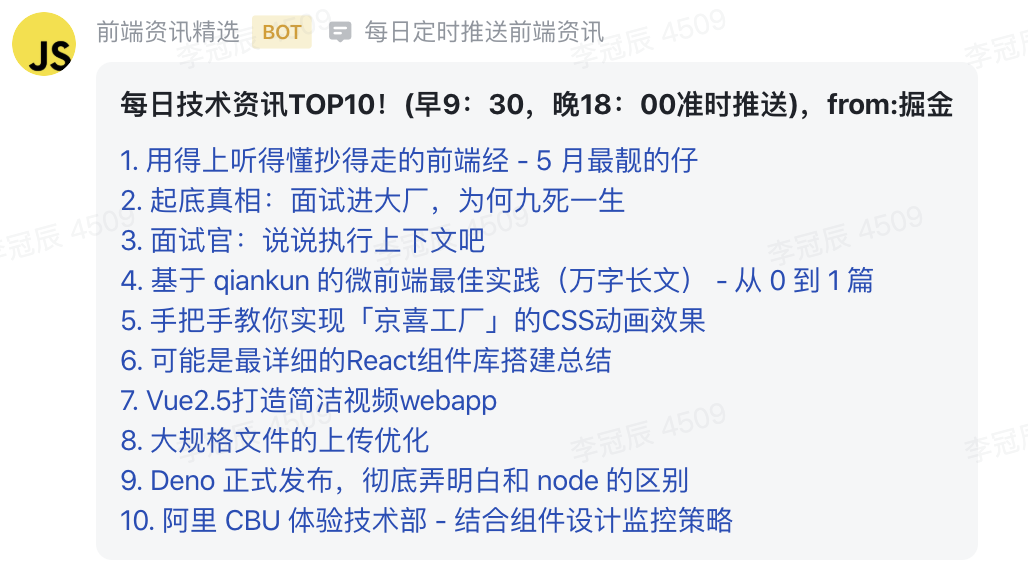 JS 前端资讯精选 BOT 每日定时推送前端资讯
每日技术资讯TOP10！(早9：30，晚18：00准时推送)，from:掘金
1. 用得上听得懂抄得走的前端经 - 5 月最靓的仔
2. 起底真相：面试进大厂，为何九死一生
3. 面试官：说说执行上下文吧
4. 基于 qiankun 的微前端最佳实践（万字长文） - 从 0 到 1 篇
5. 手把手教你实现「京喜工厂」的CSS动画效果
6. 可能是最详细的React组件库搭建总结
7. Vue2.5打造简洁视频webapp
8. 大规格文件的上传优化
9. Deno 正式发布，彻底弄明白和 node 的区别
10. 阿里 CBU 体验技术部 - 结合组件设计监控策略
李冠辰 4509